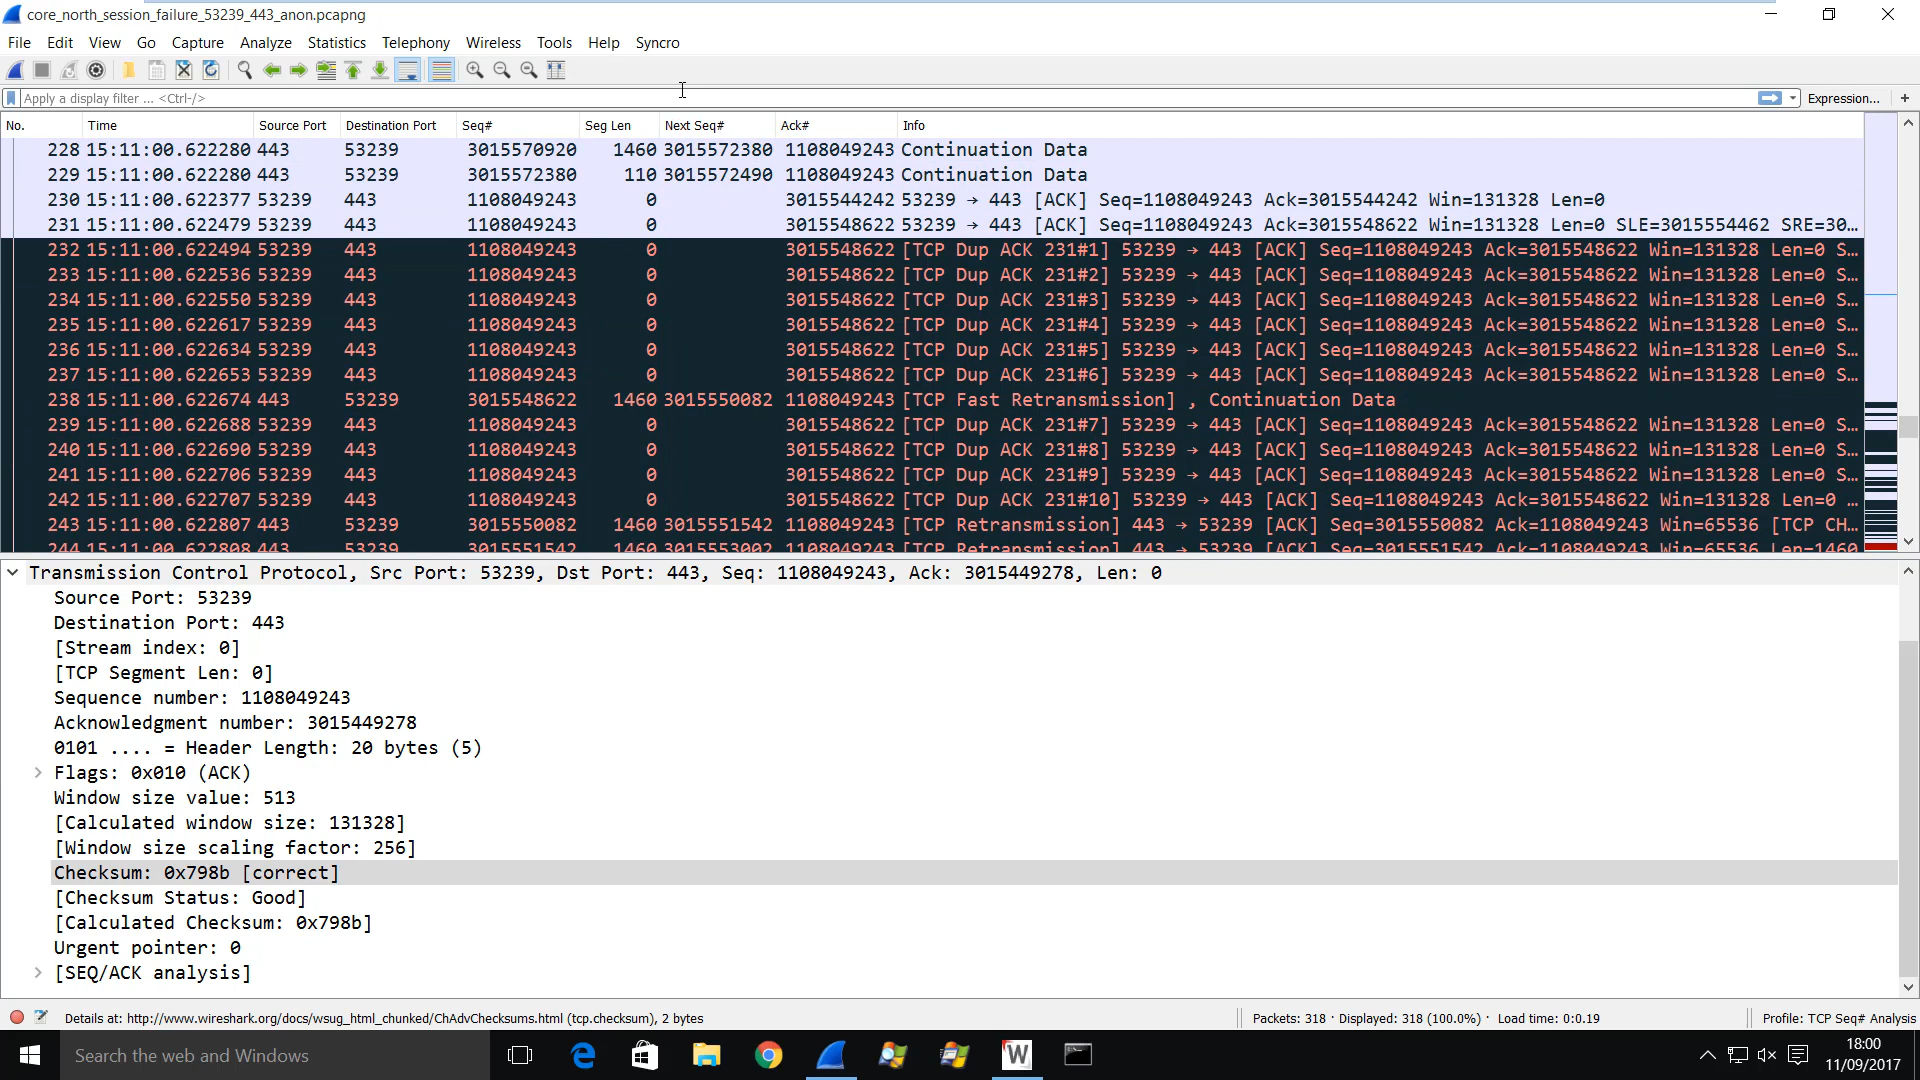 core_north_session_failure_53239_443_anon.pcapng
File Edit View Go Capture Analyze Statistics Telephony Wireless Tools Help Syncro
Apply a display filter ... <Ctrl-/> Expression... +
No. Time Source Port Destination Port Seq# Seg Len Next Seq# Ack# Info
228 15:11:00.622280 443 53239 3015570920 1460 3015572380 1108049243 Continuation Data
229 15:11:00.622280 443 53239 3015572380 110 3015572490 1108049243 Continuation Data
230 15:11:00.622377 53239 443 1108049243 0 3015544242 53239 → 443 [ACK] Seq=1108049243 Ack=3015544242 Win=131328 Len=0
231 15:11:00.622479 53239 443 1108049243 0 3015548622 53239 → 443 [ACK] Seq=1108049243 Ack=3015548622 Win=131328 Len=0 SLE=3015554462 SRE=30…
232 15:11:00.622494 53239 443 1108049243 0 3015548622 [TCP Dup ACK 231#1] 53239 → 443 [ACK] Seq=1108049243 Ack=3015548622 Win=131328 Len=0 S…
233 15:11:00.622536 53239 443 1108049243 0 3015548622 [TCP Dup ACK 231#2] 53239 → 443 [ACK] Seq=1108049243 Ack=3015548622 Win=131328 Len=0 S…
234 15:11:00.622550 53239 443 1108049243 0 3015548622 [TCP Dup ACK 231#3] 53239 → 443 [ACK] Seq=1108049243 Ack=3015548622 Win=131328 Len=0 S…
235 15:11:00.622617 53239 443 1108049243 0 3015548622 [TCP Dup ACK 231#4] 53239 → 443 [ACK] Seq=1108049243 Ack=3015548622 Win=131328 Len=0 S…
236 15:11:00.622634 53239 443 1108049243 0 3015548622 [TCP Dup ACK 231#5] 53239 → 443 [ACK] Seq=1108049243 Ack=3015548622 Win=131328 Len=0 S…
237 15:11:00.622653 53239 443 1108049243 0 3015548622 [TCP Dup ACK 231#6] 53239 → 443 [ACK] Seq=1108049243 Ack=3015548622 Win=131328 Len=0 S…
238 15:11:00.622674 443 53239 3015548622 1460 3015550082 1108049243 [TCP Fast Retransmission] , Continuation Data
239 15:11:00.622688 53239 443 1108049243 0 3015548622 [TCP Dup ACK 231#7] 53239 → 443 [ACK] Seq=1108049243 Ack=3015548622 Win=131328 Len=0 S…
240 15:11:00.622690 53239 443 1108049243 0 3015548622 [TCP Dup ACK 231#8] 53239 → 443 [ACK] Seq=1108049243 Ack=3015548622 Win=131328 Len=0 S…
241 15:11:00.622706 53239 443 1108049243 0 3015548622 [TCP Dup ACK 231#9] 53239 → 443 [ACK] Seq=1108049243 Ack=3015548622 Win=131328 Len=0 S…
242 15:11:00.622707 53239 443 1108049243 0 3015548622 [TCP Dup ACK 231#10] 53239 → 443 [ACK] Seq=1108049243 Ack=3015548622 Win=131328 Len=0 …
243 15:11:00.622807 443 53239 3015550082 1460 3015551542 1108049243 [TCP Retransmission] 443 → 53239 [ACK] Seq=3015550082 Ack=1108049243 Win=65536 [TCP CH…
244 15:11:00.622808 443 53239 3015551542 1460 3015553002 1108049243 [TCP Retransmission] 443 → 53239 [ACK] Seq=3015551542 Ack=1108049243 Win=65536 Len=1460
Transmission Control Protocol, Src Port: 53239, Dst Port: 443, Seq: 1108049243, Ack: 3015449278, Len: 0
Source Port: 53239
Destination Port: 443
[Stream index: 0]
[TCP Segment Len: 0]
Sequence number: 1108049243
Acknowledgment number: 3015449278
0101 .... = Header Length: 20 bytes (5)
Flags: 0x010 (ACK)
Window size value: 513
[Calculated window size: 131328]
[Window size scaling factor: 256]
Checksum: 0x798b [correct]
[Checksum Status: Good]
[Calculated Checksum: 0x798b]
Urgent pointer: 0
[SEQ/ACK analysis]
Details at: http://www.wireshark.org/docs/wsug_html_chunked/ChAdvChecksums.html (tcp.checksum), 2 bytes Packets: 318 · Displayed: 318 (100.0%) · Load time: 0:0.19 Profile: TCP Seq# Analysis
Search the web and Windows W 18:00
11/09/2017